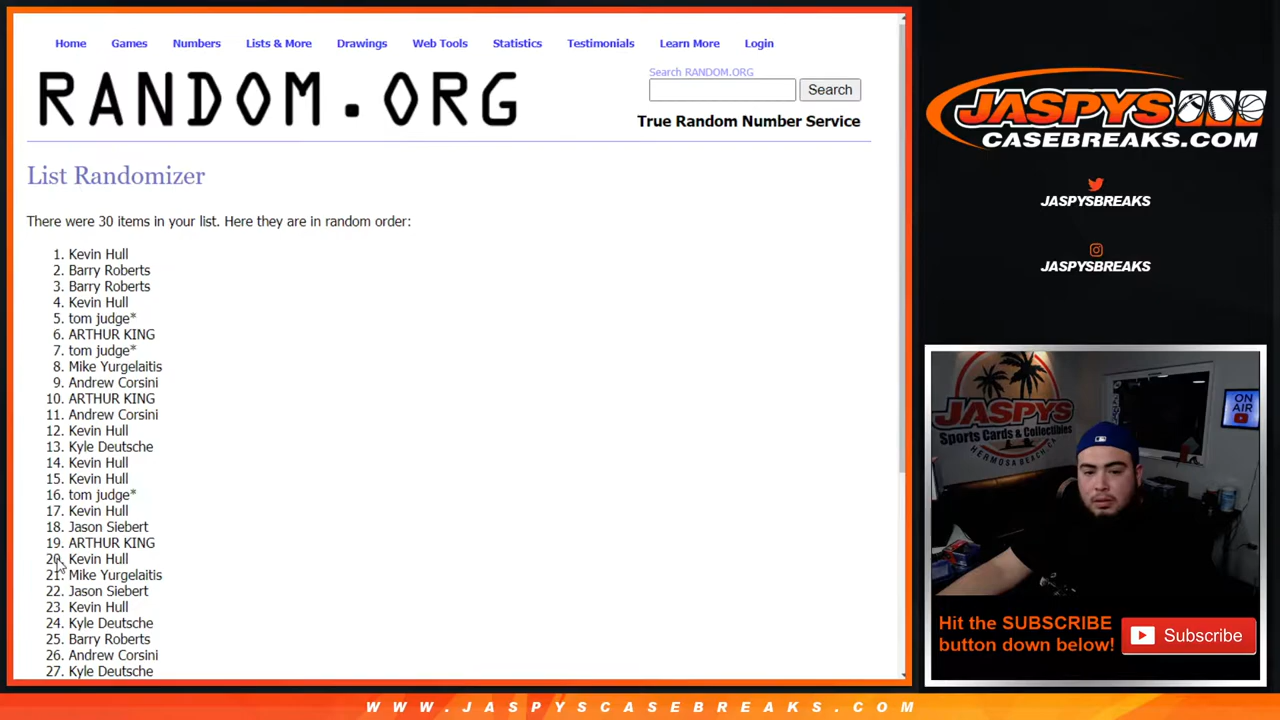 Home Games Numbers Lists & More Drawings Web Tools Statistics Testimonials Learn More Login
RANDOM.ORG
Search RANDOM.ORG
Search
True Random Number Service
List Randomizer
There were 30 items in your list. Here they are in random order:
1. Kevin Hull
2. Barry Roberts
3. Barry Roberts
4. Kevin Hull
5. tom judge*
6. ARTHUR KING
7. tom judge*
8. Mike Yurgelaitis
9. Andrew Corsini
10. ARTHUR KING
11. Andrew Corsini
12. Kevin Hull
13. Kyle Deutsche
14. Kevin Hull
15. Kevin Hull
16. tom judge*
17. Kevin Hull
18. Jason Siebert
19. ARTHUR KING
20. Kevin Hull
21. Mike Yurgelaitis
22. Jason Siebert
23. Kevin Hull
24. Kyle Deutsche
25. Barry Roberts
26. Andrew Corsini
27. Kyle Deutsche
JASPYS
CASEBREAKS.COM
JASPYSBREAKS
JASPYSBREAKS
JASPYS
Sports Cards & Collectibles
HERMOSA BEACH, CA
ON
AIR
Hit the SUBSCRIBE
button down below!
Subscribe
WWW.JASPYSCASEBREAKS.COM